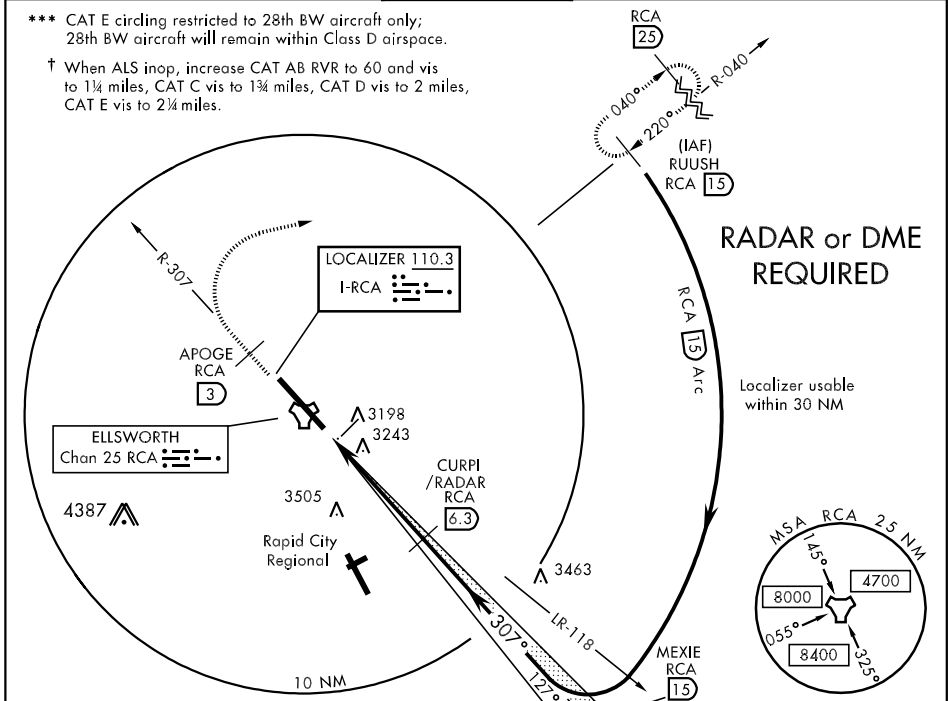 *** CAT E circling restricted to 28th BW aircraft only;
28th BW aircraft will remain within Class D airspace.
† When ALS inop, increase CAT AB RVR to 60 and vis
to 1¼ miles, CAT C vis to 1¾ miles, CAT D vis to 2 miles,
CAT E vis to 2¼ miles.
RCA
25
R-040
040°
220°
(IAF)
RUUSH
RCA 15
RADAR or DME
REQUIRED
R-307
LOCALIZER 110.3
I-RCA
APOGE
RCA
3
RCA 15 Arc
Localizer usable
within 30 NM
3198
3243
ELLSWORTH
Chan 25 RCA
CURPI
/RADAR
RCA
6.3
4387
3505
Rapid City
Regional
3463
MSA RCA 25 NM
145°
4700
8000
055°
8400
325°
LR-118
307°
127°
MEXIE
RCA
15
10 NM